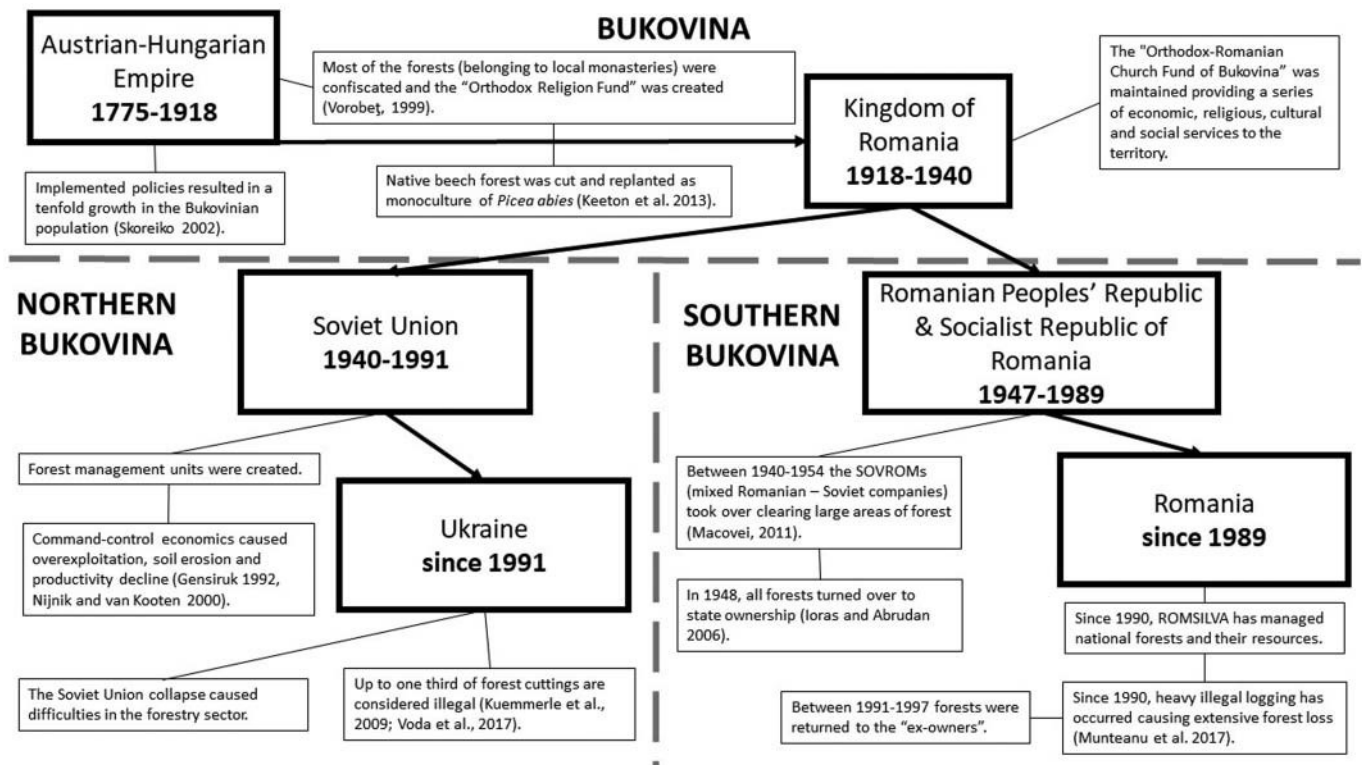 BUKOVINA
Austrian-Hungarian
Empire
1775-1918
Most of the forests (belonging to local monasteries) were
confiscated and the “Orthodox Religion Fund” was created
(Vorobeţ, 1999).
Kingdom of
Romania
1918-1940
The "Orthodox-Romanian
Church Fund of Bukovina” was
maintained providing a series
of economic, religious, cultural
and social services to the
territory.
Implemented policies resulted in a
tenfold growth in the Bukovinian
population (Skoreiko 2002).
Native beech forest was cut and replanted as
monoculture of Picea abies (Keeton et al. 2013).
NORTHERN
BUKOVINA
Soviet Union
1940-1991
Forest management units were created.
Command-control economics caused
overexploitation, soil erosion and
productivity decline (Gensiruk 1992,
Nijnik and van Kooten 2000).
Ukraine
since 1991
The Soviet Union collapse caused
difficulties in the forestry sector.
Up to one third of forest cuttings are
considered illegal (Kuemmerle et al.,
2009; Voda et al., 2017).
SOUTHERN
BUKOVINA
Romanian Peoples’ Republic
& Socialist Republic of
Romania
1947-1989
Between 1940-1954 the SOVROMs
(mixed Romanian – Soviet companies)
took over clearing large areas of forest
(Macovei, 2011).
In 1948, all forests turned over to
state ownership (Ioras and Abrudan
2006).
Romania
since 1989
Since 1990, ROMSILVA has managed
national forests and their resources.
Since 1990, heavy illegal logging has
occurred causing extensive forest loss
(Munteanu et al. 2017).
Between 1991-1997 forests were
returned to the “ex-owners”.